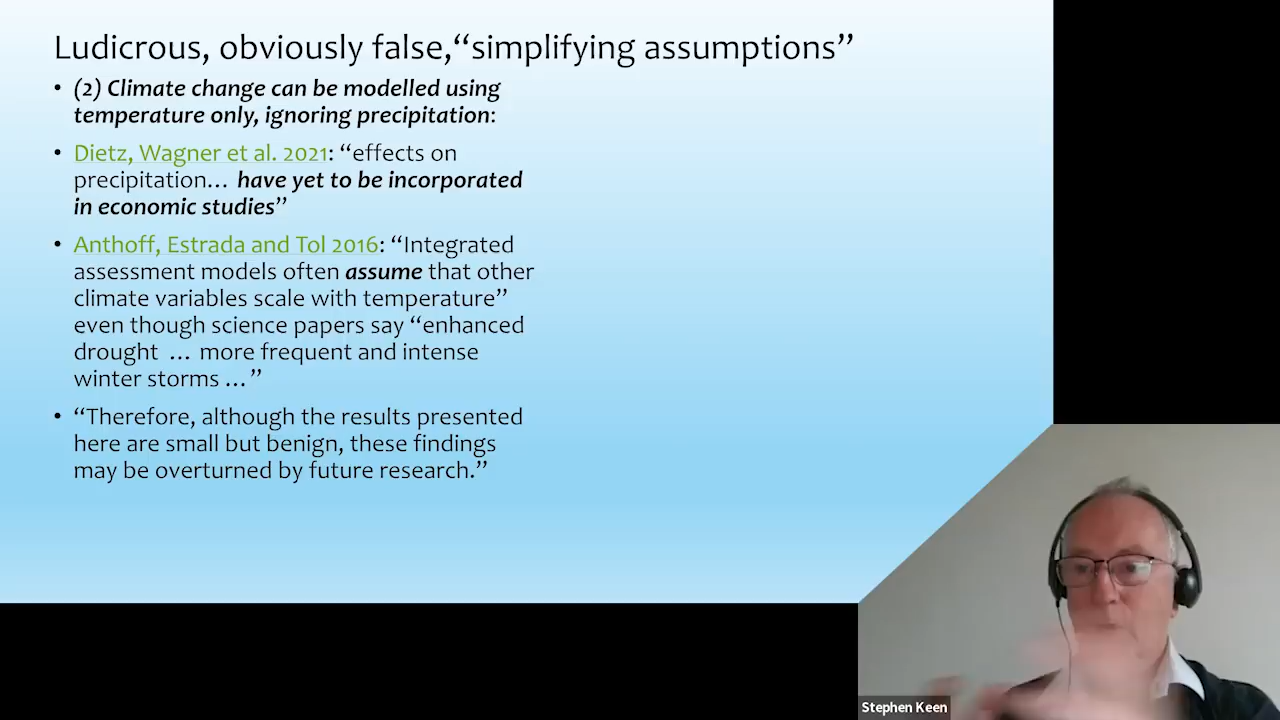 Ludicrous, obviously false,“simplifying assumptions”
• (2) Climate change can be modelled using
temperature only, ignoring precipitation:
• Dietz, Wagner et al. 2021: “effects on
precipitation… have yet to be incorporated
in economic studies”
• Anthoff, Estrada and Tol 2016: “Integrated
assessment models often assume that other
climate variables scale with temperature”
even though science papers say “enhanced
drought … more frequent and intense
winter storms …”
• “Therefore, although the results presented
here are small but benign, these findings
may be overturned by future research.”
Stephen Keen